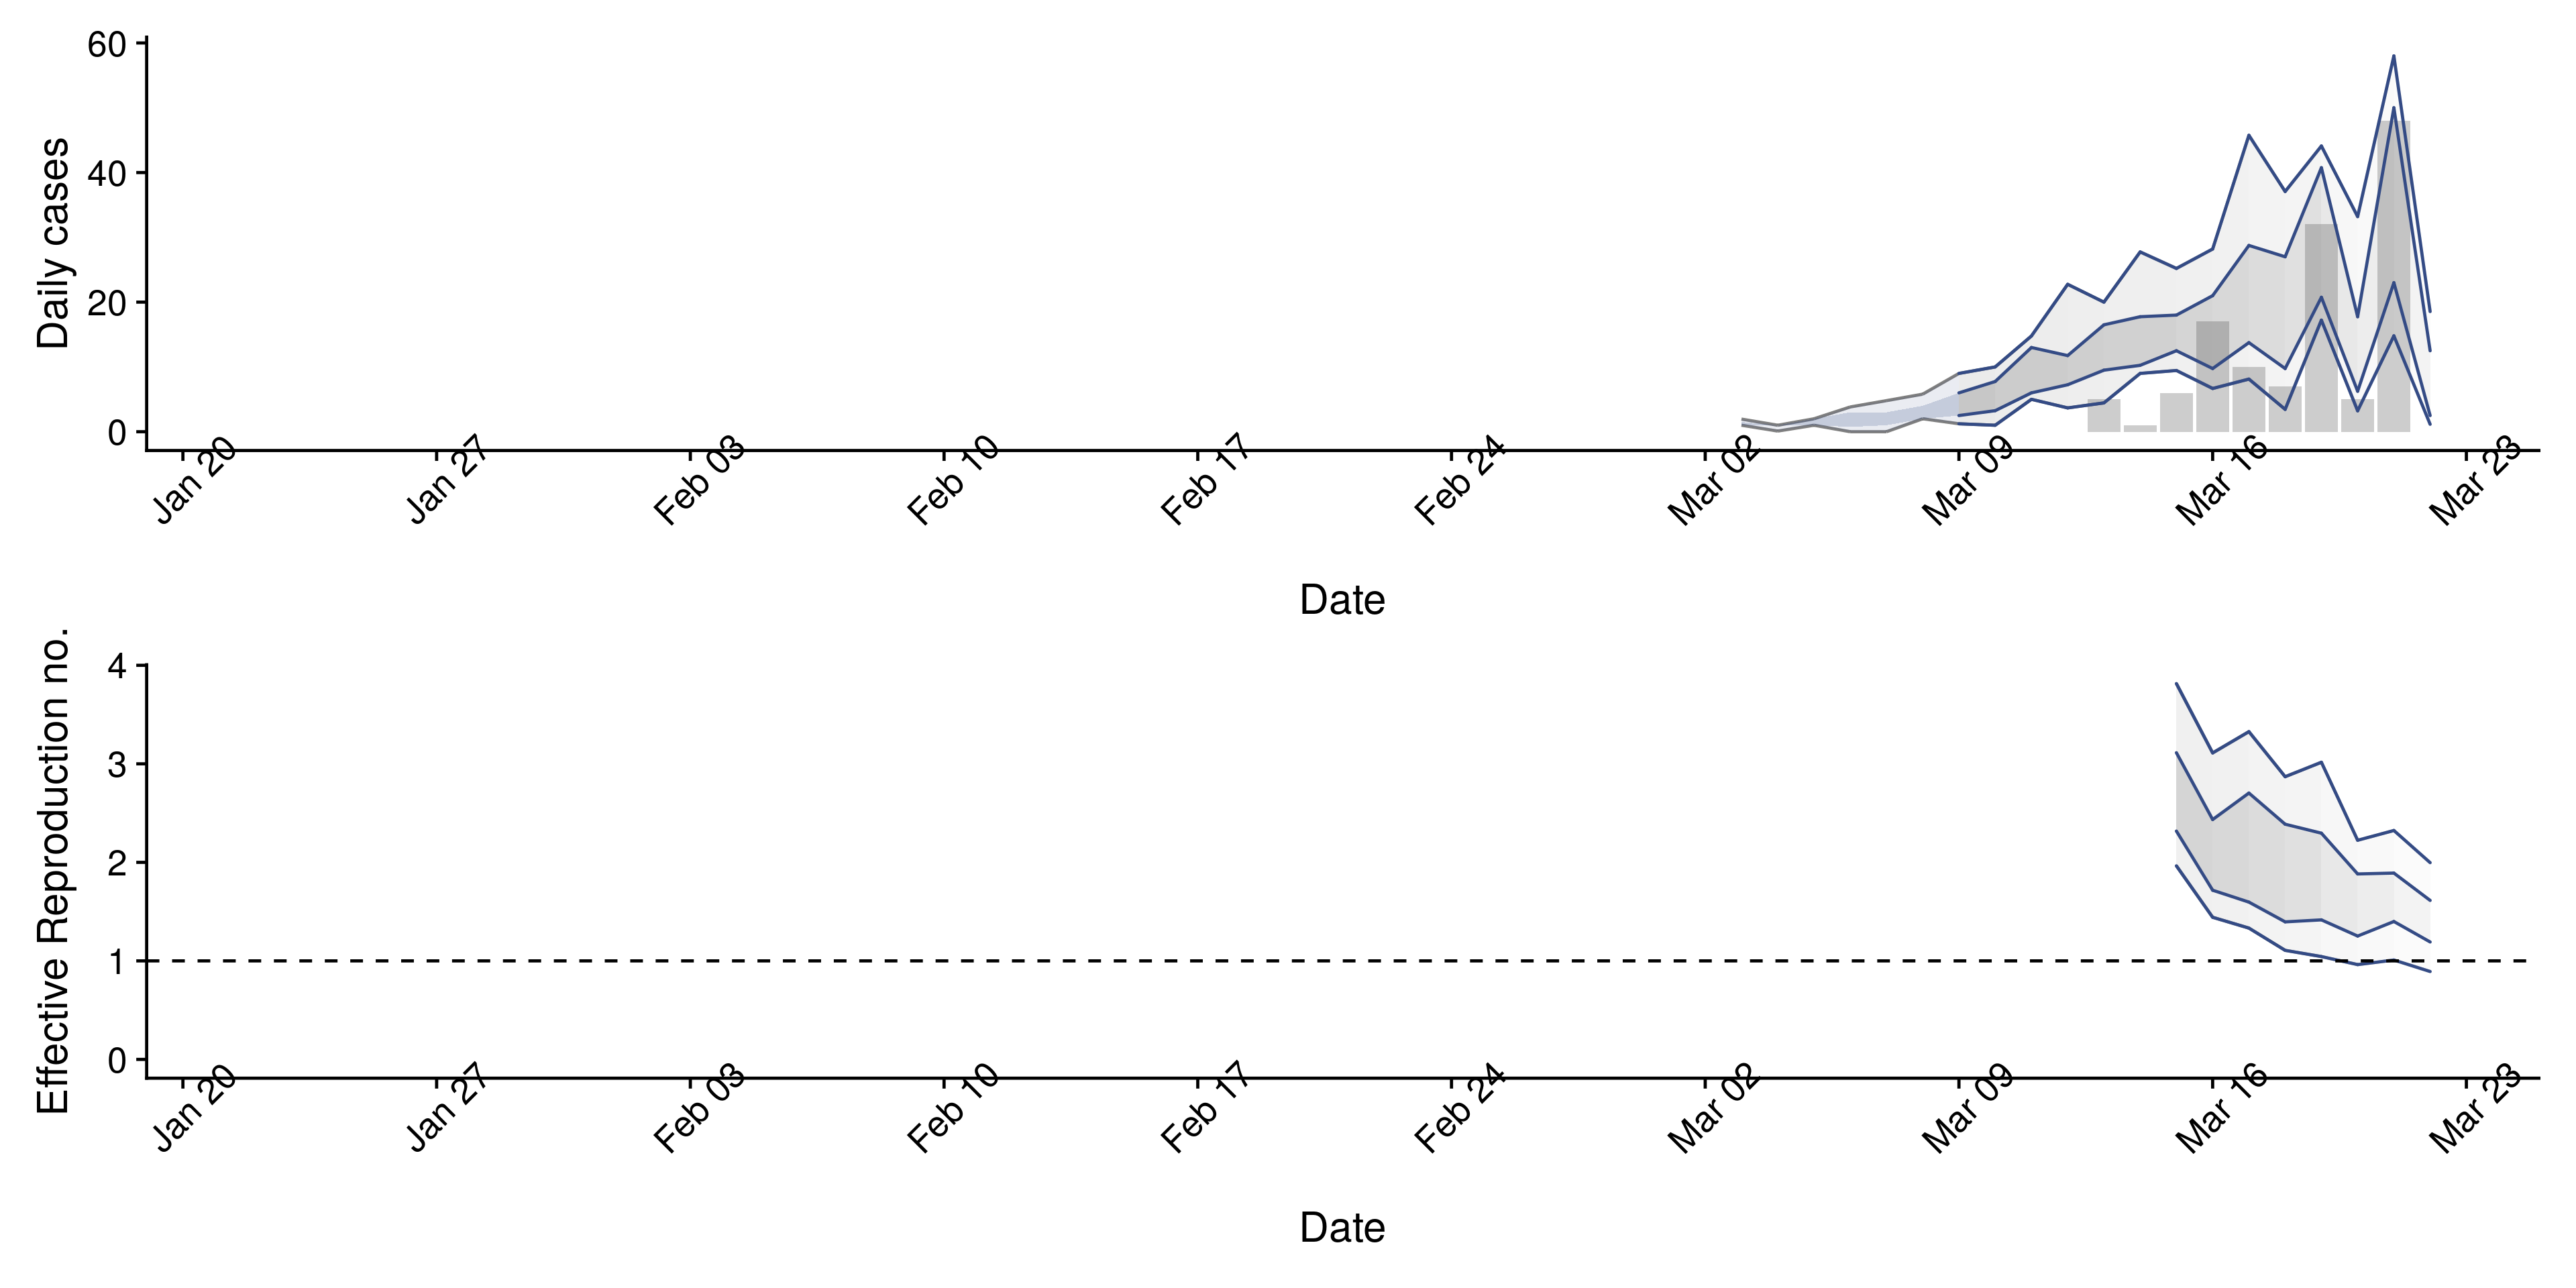 Daily cases
60
40
20
0
Jan 20
Jan 27
Feb 03
Feb 10
Feb 17
Feb 24
Mar 02
Mar 09
Mar 16
Mar 23
Date
Effective Reproduction no.
4
3
2
1
0
Jan 20
Jan 27
Feb 03
Feb 10
Feb 17
Feb 24
Mar 02
Mar 09
Mar 16
Mar 23
Date